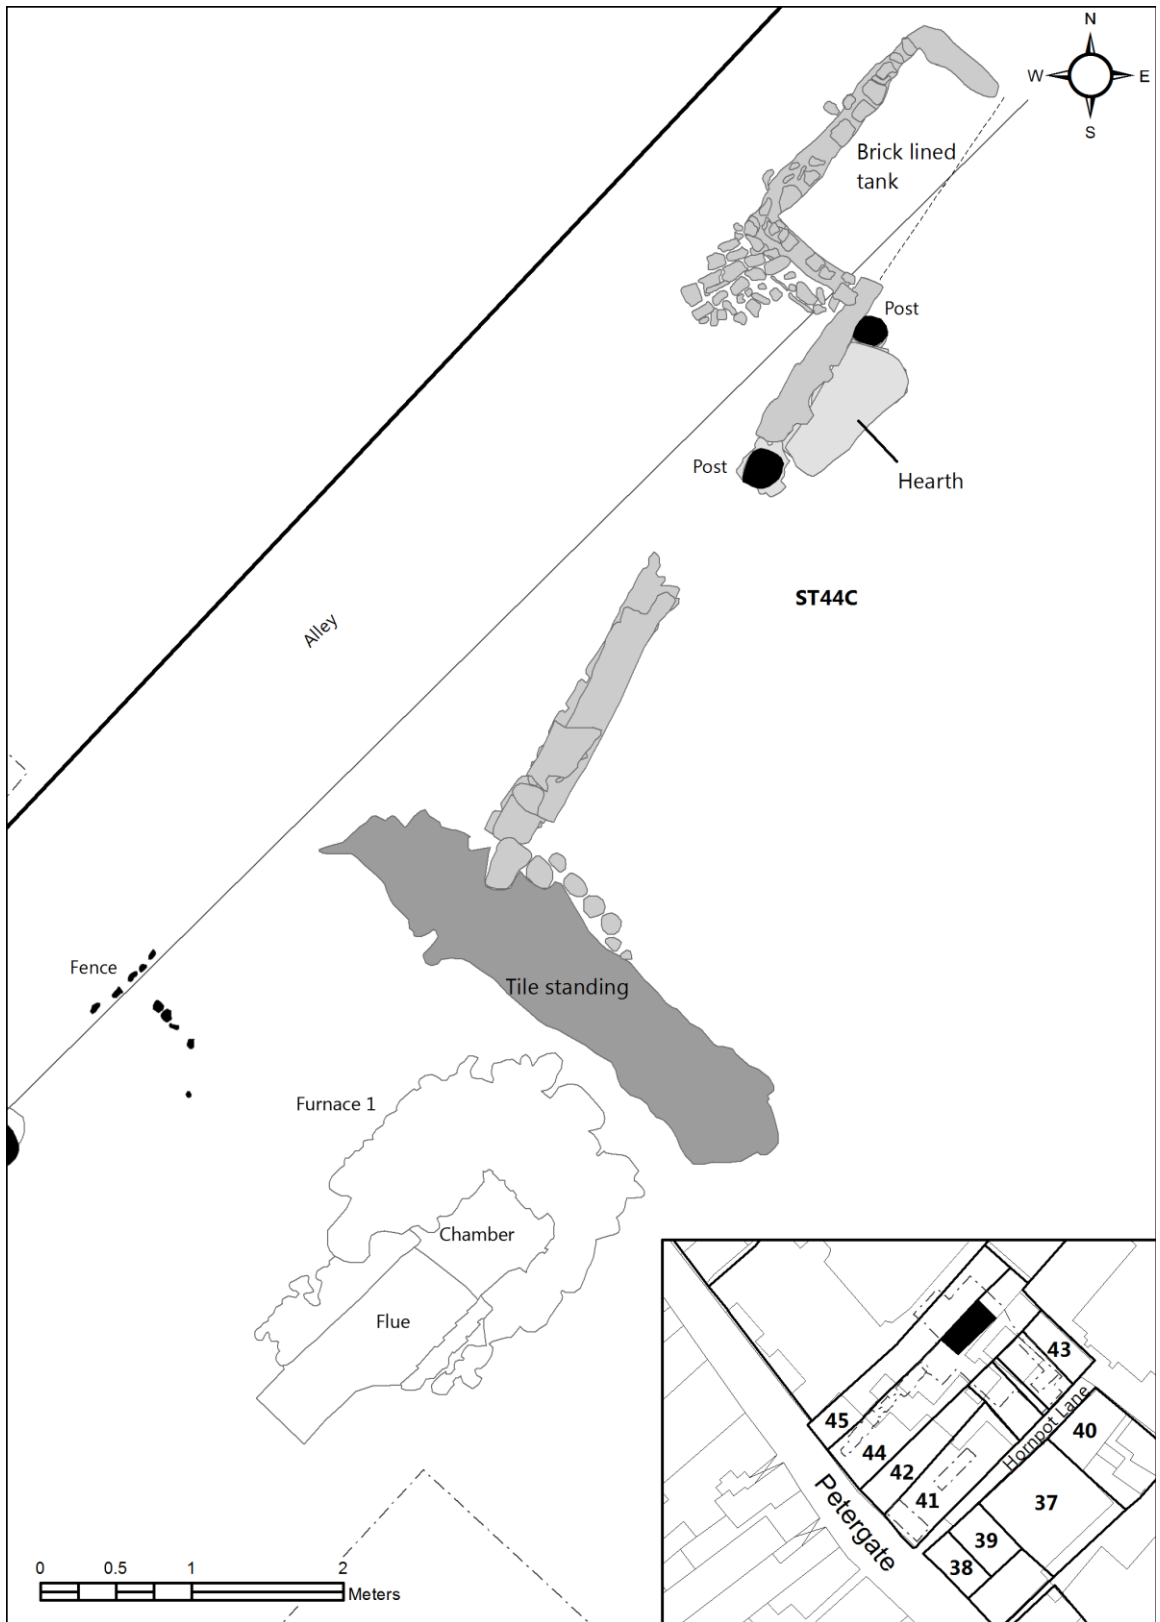 N
W E
S
Brick lined
tank
Post
Post
Hearth
ST44C
Alley
Fence
Tile standing
Furnace 1
Chamber
Flue
0 0.5 1 2
Meters
43
45
Hornpot Lane
40
44
42
37
41
Petergate
39
38